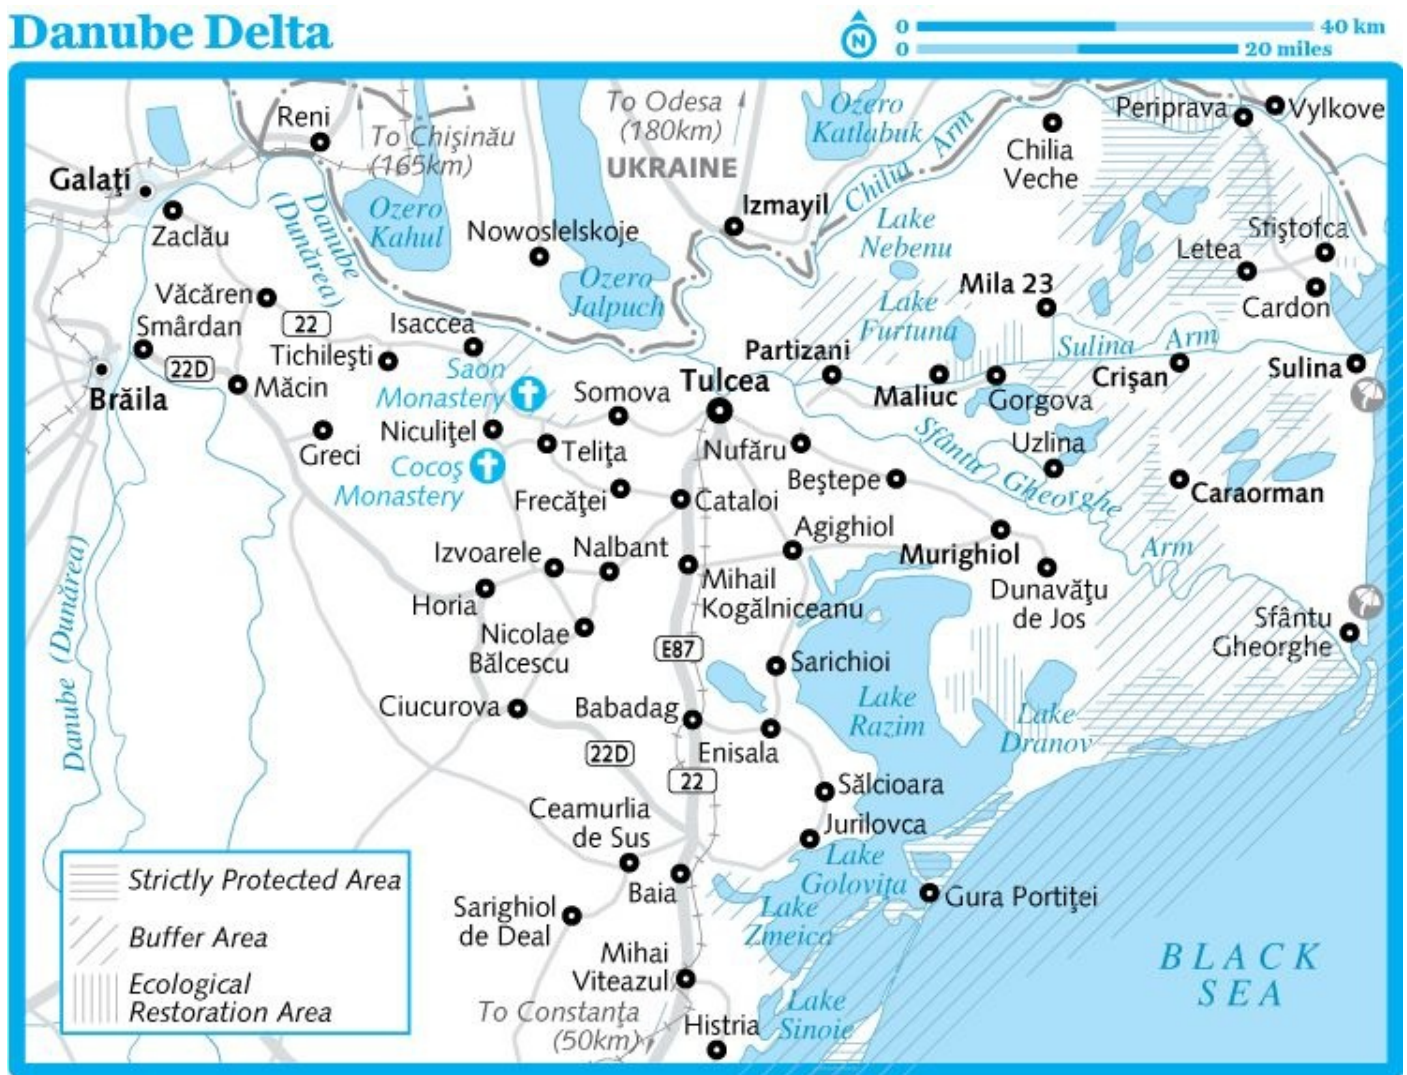 Danube Delta
N
0 40 km
0 20 miles
Reni
To Chişinău
(165km)
To Odesa
(180km)
UKRAINE
Ozero
Katlabuk
Chilia Arm
Periprava
Vylkove
Chilia
Veche
Galaţi
Zaclău
Danube
(Dunărea)
Ozero
Kahul
Nowoslelskoje
Izmayil
Lake
Nebenu
Sfiştofca
Letea
Ozero
Jalpuch
Mila 23
Cardon
Văcăren
Smârdan
22
Isaccea
Lake
Furtuna
Sulina Arm
22D
Tichileşti
Saon
Monastery
Partizani
Tulcea
Măcin
Brăila
Somova
Maliuc
Gorgova
Crişan
Sulina
Greci
Niculiţel
Teliţa
Nufăru
Sfântu Gheorghe
Arm
Uzlina
Cocoş
Monastery
Frecăţei
Cataloi
Beştepe
Caraorman
Agighiol
Murighiol
Izvoarele
Nalbant
Mihail
Kogălniceanu
Dunavăţu
de Jos
Danube (Dunărea)
Horia
Nicolae
Bălcescu
E87
Sfântu
Gheorghe
Sarichioi
Lake
Razim
Lake
Dranov
Ciucurova
Babadag
Enisala
22D
22
Sălcioara
Ceamurlia
de Sus
Jurilovca
Lake
Goloviţa
Baia
Gura Portiţei
Sarighiol
de Deal
Lake
Zmeica
Mihai
Viteazul
BLACK
SEA
To Constanţa
(50km)
Histria
Lake
Sinoie
Strictly Protected Area
Buffer Area
Ecological
Restoration Area